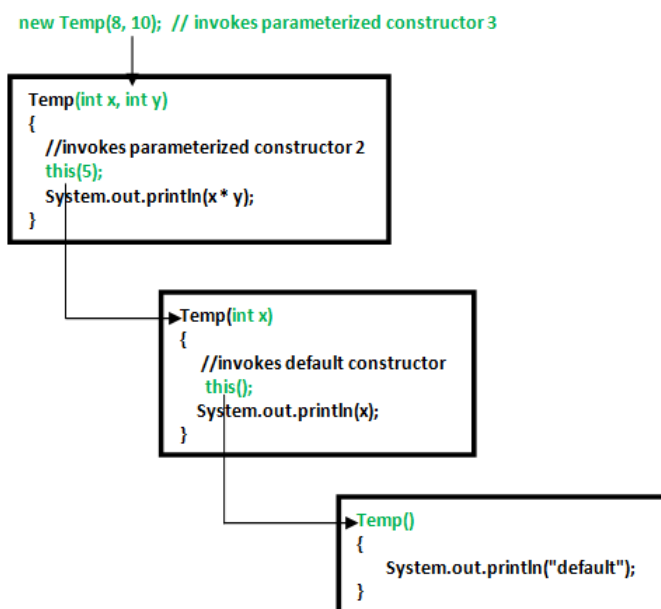 new Temp(8, 10); // invokes parameterized constructor 3
Temp(int x, int y)
{
//invokes parameterized constructor 2
this(5);
System.out.println(x * y);
}
Temp(int x)
{
//invokes default constructor
this();
System.out.println(x);
}
Temp()
{
System.out.println("default");
}